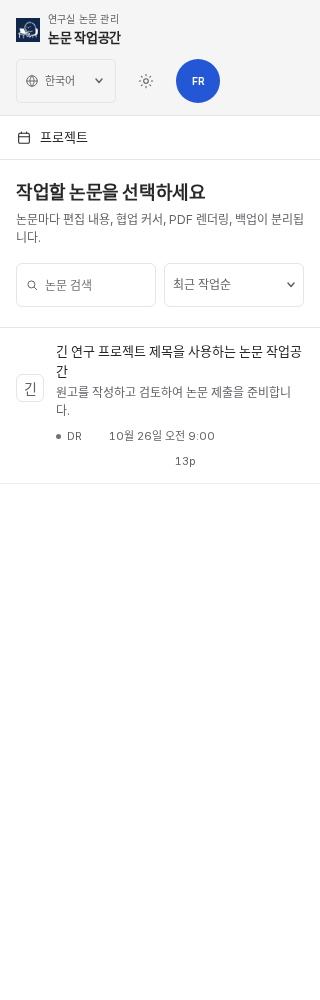 연구실 논문 관리
논문 작업공간
한국어
FR
프로젝트
작업할 논문을 선택하세요
논문마다 편집 내용, 협업 커서, PDF 렌더링, 백업이 분리됩
니다.
논문 검색
최근 작업순
긴 연구 프로젝트 제목을 사용하는 논문 작업공
간
긴
원고를 작성하고 검토하여 논문 제출을 준비합니
다.
DR 10월 26일 오전 9:00
13p